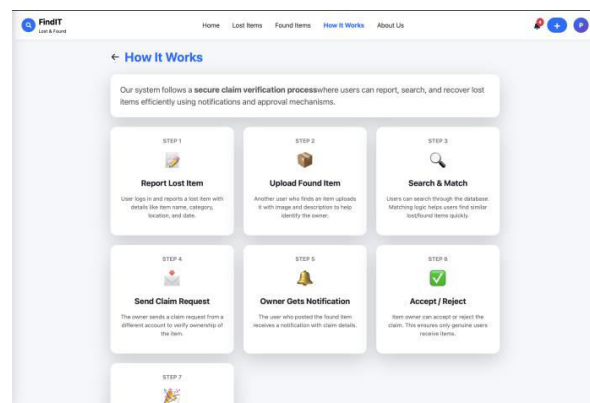 FindIT
Lost & Found
Home Lost Items Found Items How It Works About Us
P
← How It Works
Our system follows a secure claim verification processwhere users can report, search, and recover lost
items efficiently using notifications and approval mechanisms.
STEP 1
Report Lost Item
User logs in and reports a lost item with
details like item name, category,
location, and date.
STEP 2
Upload Found Item
Another user who finds an item uploads
it with image and description to help
identify the owner.
STEP 3
Search & Match
Users can search through the database.
Matching logic helps users find similar
lost/found items quickly.
STEP 4
Send Claim Request
The owner sends a claim request from a
different account to verify ownership of
the item.
STEP 5
Owner Gets Notification
The user who posted the found item
receives a notification with claim details.
STEP 6
Accept / Reject
Item owner can accept or reject the
claim. This ensures only genuine users
receive items.
STEP 7